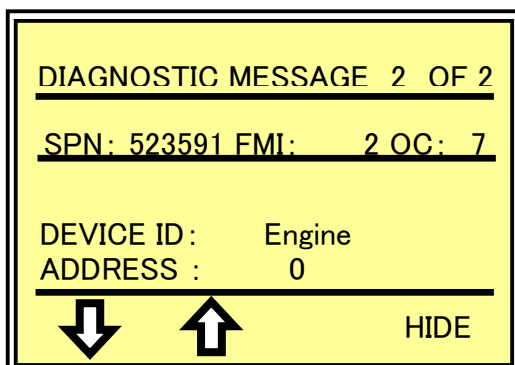 DIAGNOSTIC MESSAGE 2 OF 2
SPN: 523591 FMI: 2 OC: 7
DEVICE ID: Engine
ADDRESS : 0
HIDE